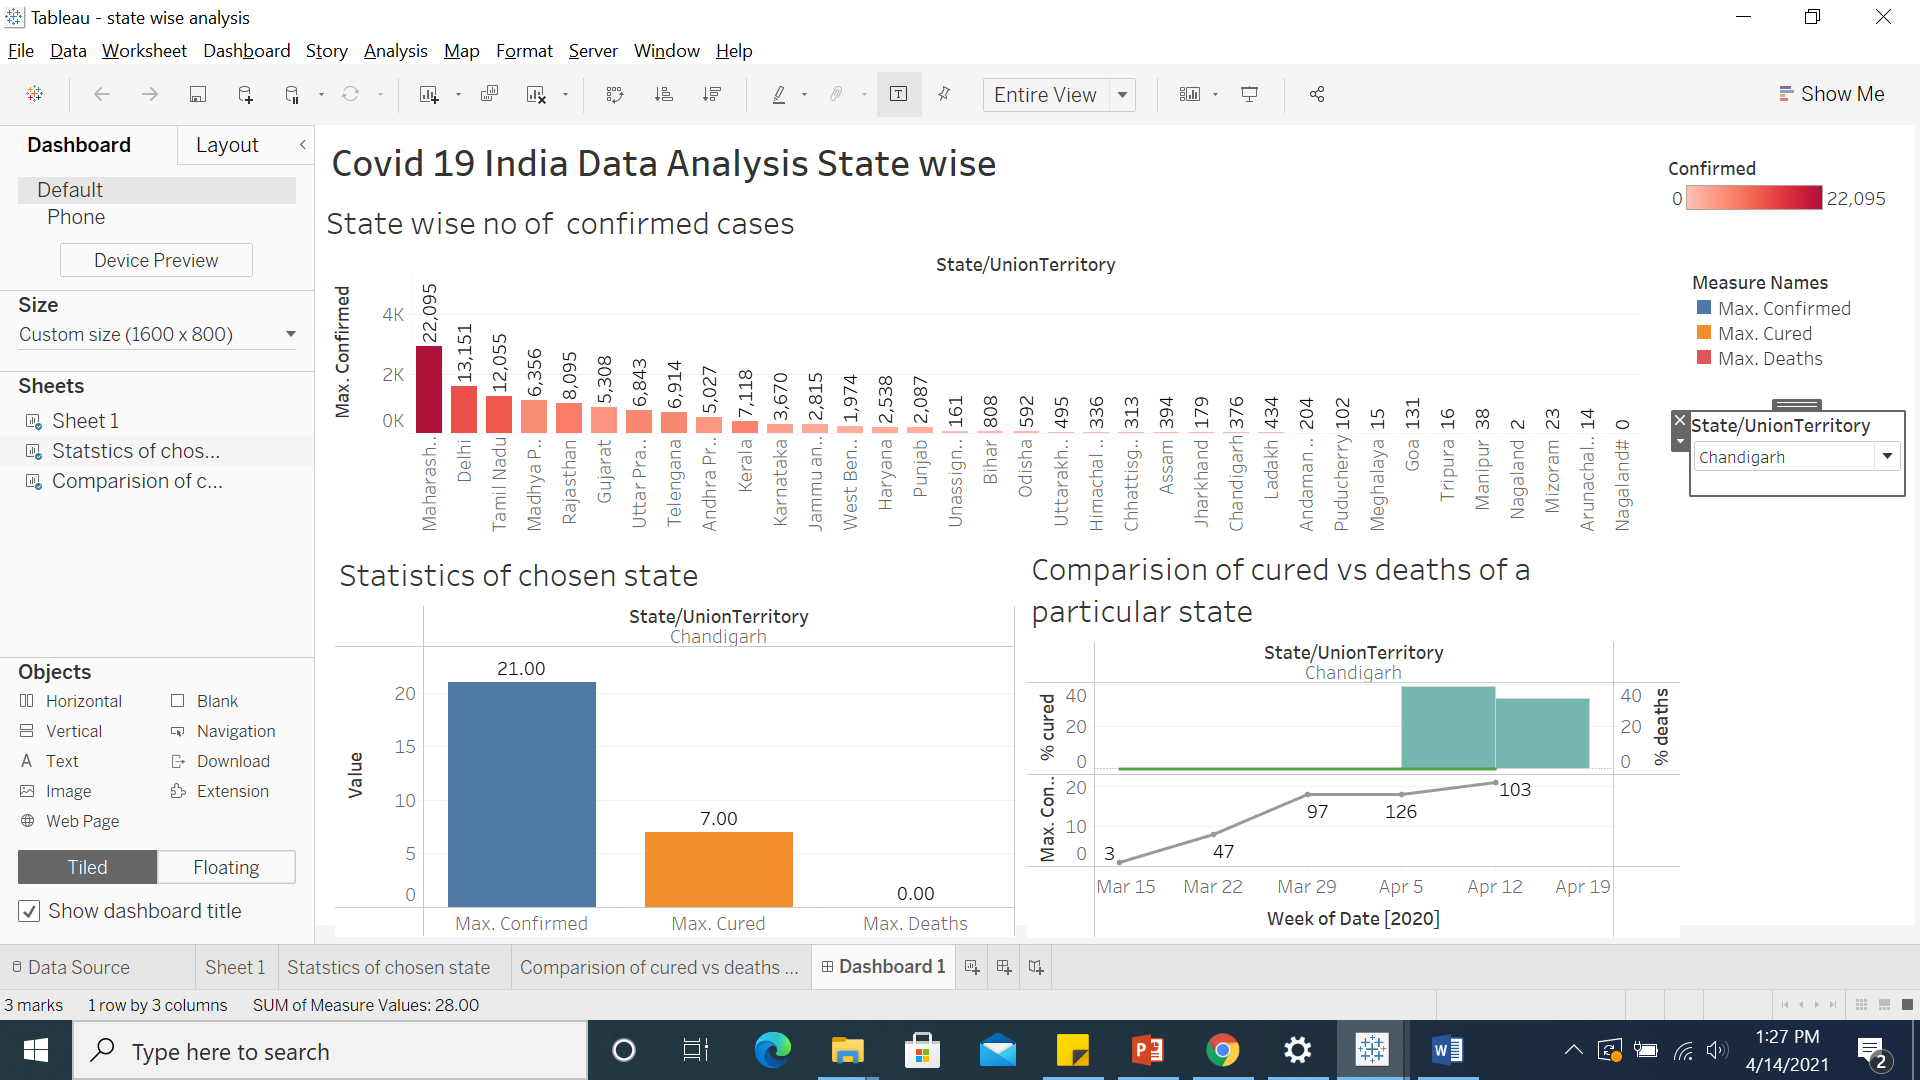 Tableau - state wise analysis
File Data Worksheet Dashboard Story Analysis Map Format Server Window Help
Entire View
Show Me
Dashboard
Layout
Default
Phone
Device Preview
Size
Custom size (1600 x 800)
Sheets
Sheet 1
Statstics of chos...
Comparision of c...
Objects
Horizontal Blank
Vertical Navigation
Text Download
Image Extension
Web Page
Tiled Floating
Show dashboard title
Covid 19 India Data Analysis State wise
State wise no of confirmed cases
State/UnionTerritory
Max. Confirmed
4K
2K
0K
22,095 13,151 12,055 6,356 8,095 5,308 6,843 6,914 5,027 7,118 3,670 2,815 1,974 2,538 2,087 161 808 592 495 336 313 394 179 376 434 204 102 15 131 16 38 2 23 14 0
Maharash.. Delhi Tamil Nadu Madhya P.. Rajasthan Gujarat Uttar Pra.. Telengana Andhra Pr.. Kerala Karnataka Jammu an.. West Ben.. Haryana Punjab Unassign.. Bihar Odisha Uttarakh.. Himachal .. Chhattisg.. Assam Jharkhand Chandigarh Ladakh Andaman .. Puducherry Meghalaya Goa Tripura Manipur Nagaland Mizoram Arunachal.. Nagaland#
Confirmed
0 22,095
Measure Names
Max. Confirmed
Max. Cured
Max. Deaths
State/UnionTerritory
Chandigarh
Statistics of chosen state
State/UnionTerritory
Chandigarh
Value
20
15
10
5
0
21.00
7.00
0.00
Max. Confirmed Max. Cured Max. Deaths
Comparision of cured vs deaths of a
particular state
State/UnionTerritory
Chandigarh
% cured
40
20
0
40
20
0
% deaths
Max. Con..
20
10
0
3 47 97 126 103
Mar 15 Mar 22 Mar 29 Apr 5 Apr 12 Apr 19
Week of Date [2020]
Data Source Sheet 1 Statstics of chosen state Comparision of cured vs deaths ... Dashboard 1
3 marks 1 row by 3 columns SUM of Measure Values: 28.00
Type here to search
1:27 PM
4/14/2021
2